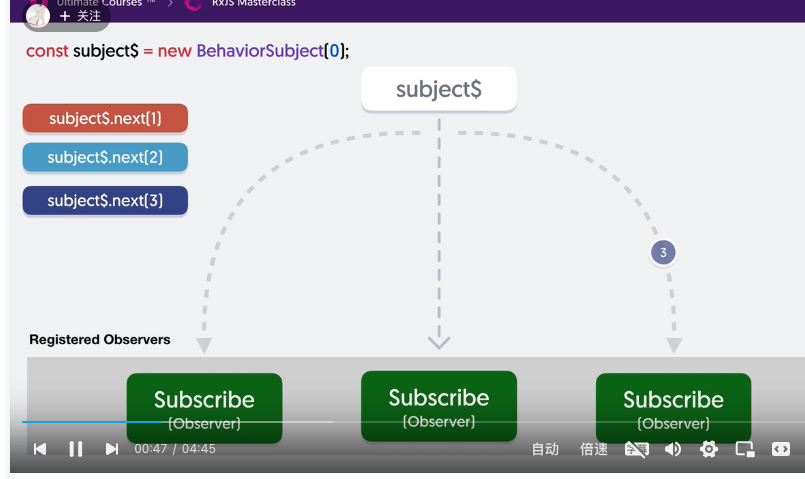 Ultimate Courses ™ > RxJS Masterclass
+ 关注
const subject$ = new BehaviorSubject(0);
subject$
subject$.next(1)
subject$.next(2)
subject$.next(3)
3
Registered Observers
Subscribe
(Observer)
Subscribe
(Observer)
Subscribe
(Observer)
00:47 / 04:45
自动
倍速
字幕